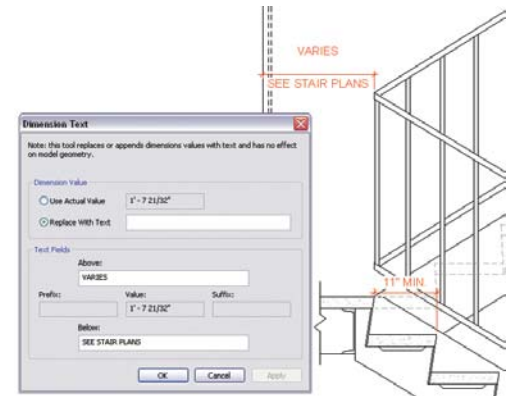 VARIES
SEE STAIR PLANS
11" MIN.
Dimension Text
Note: this tool replaces or appends dimensions values with text and has no effect
on model geometry.
Dimension Value
Use Actual Value
1' - 7 21/32"
Replace With Text
Text Fields
Above:
VARIES
Prefix:
Value:
Suffix:
1' - 7 21/32"
Below:
SEE STAIR PLANS
OK
Cancel
Apply